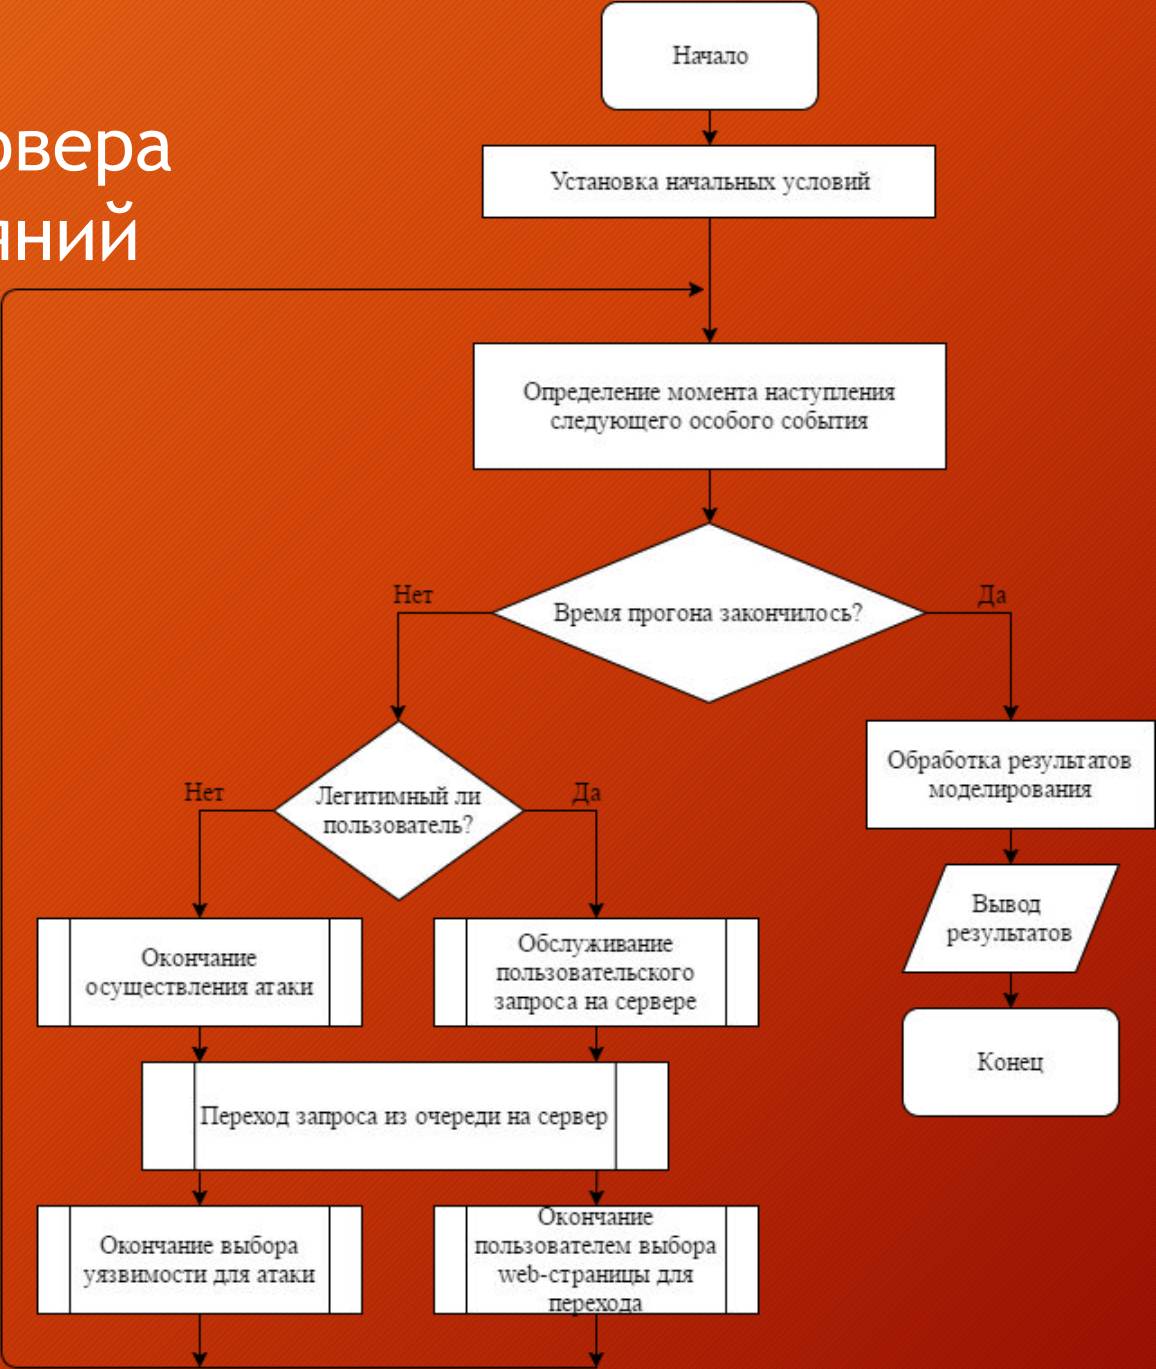 Начало
овера
яний
Установка начальных условий
Определение момента наступления
следующего особого события
Нет
Да
Время прогона закончилось?
Нет
Да
Легитимный ли
пользователь?
Обработка результатов
моделирования
Вывод
результатов
Окончание
осуществления атаки
Обслуживание
пользовательского
запроса на сервере
Конец
Переход запроса из очереди на сервер
Окончание выбора
уязвимости для атаки
Окончание
пользователем выбора
web-страницы для
перехода